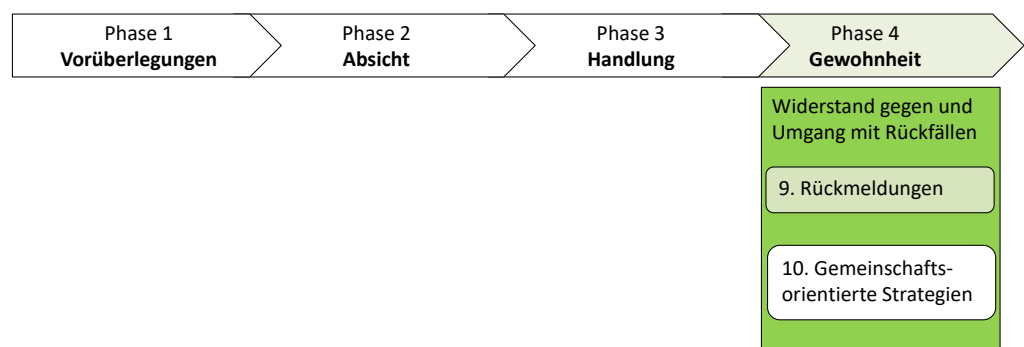 Phase 1
Vorüberlegungen
Phase 2
Absicht
Phase 3
Handlung
Phase 4
Gewohnheit
Widerstand gegen und
Umgang mit Rückfällen
9. Rückmeldungen
10. Gemeinschafts-
orientierte Strategien